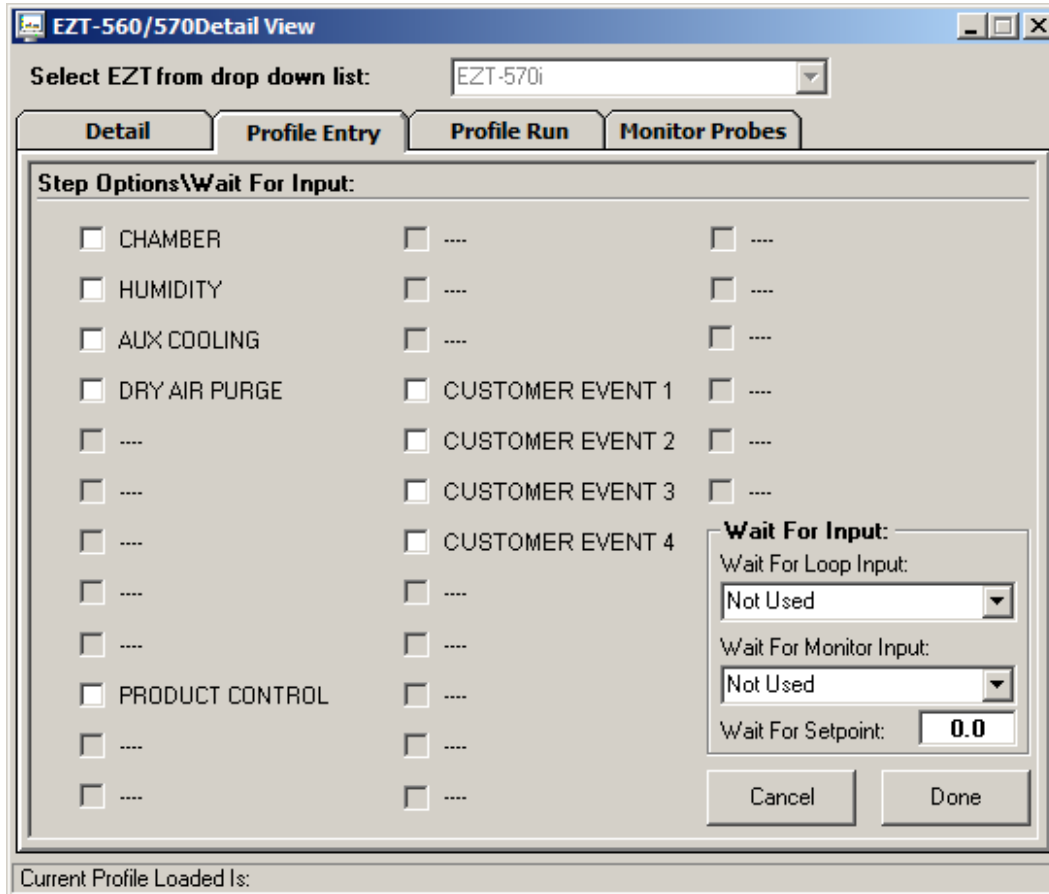 EZT-560/570Detail View
Select EZT from drop down list: EZT-570i
Detail Profile Entry Profile Run Monitor Probes
Step Options\Wait For Input:
CHAMBER ---- ----
HUMIDITY ---- ----
AUX COOLING ---- ----
DRY AIR PURGE CUSTOMER EVENT 1 ----
---- CUSTOMER EVENT 2 ----
---- CUSTOMER EVENT 3 ----
---- CUSTOMER EVENT 4
---- ----
---- ----
PRODUCT CONTROL ----
---- ----
---- ----
Wait For Input:
Wait For Loop Input:
Not Used
Wait For Monitor Input:
Not Used
Wait For Setpoint: 0.0
Cancel Done
Current Profile Loaded Is: